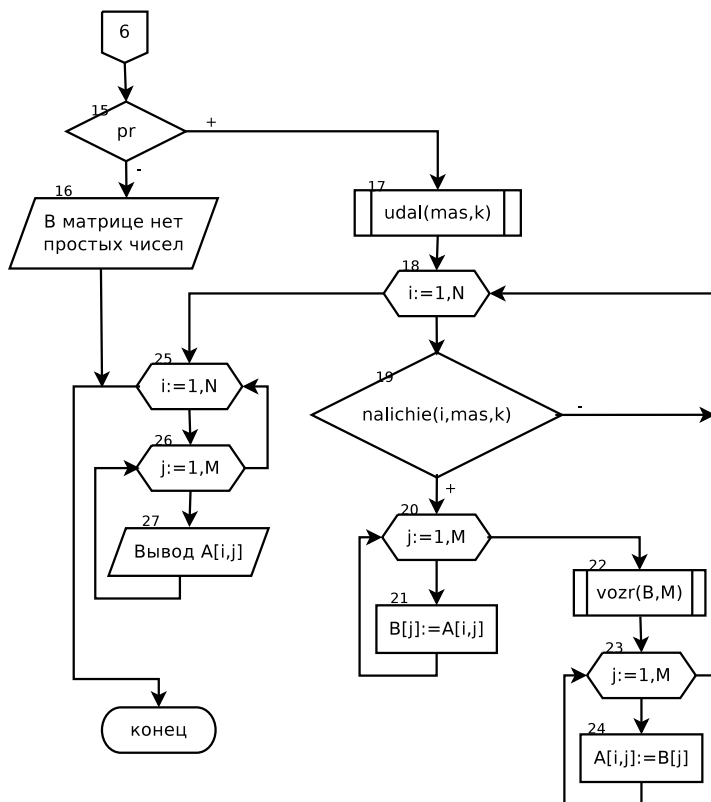 6
15
pr
+
-
16
В матрице нет
простых чисел
17
udal(mas,k)
18
i:=1,N
25
i:=1,N
19
nalichie(i,mas,k)
-
+
26
j:=1,M
27
Вывод A[i,j]
20
j:=1,M
22
vozr(B,M)
21
B[j]:=A[i,j]
23
j:=1,M
24
A[i,j]:=B[j]
конец